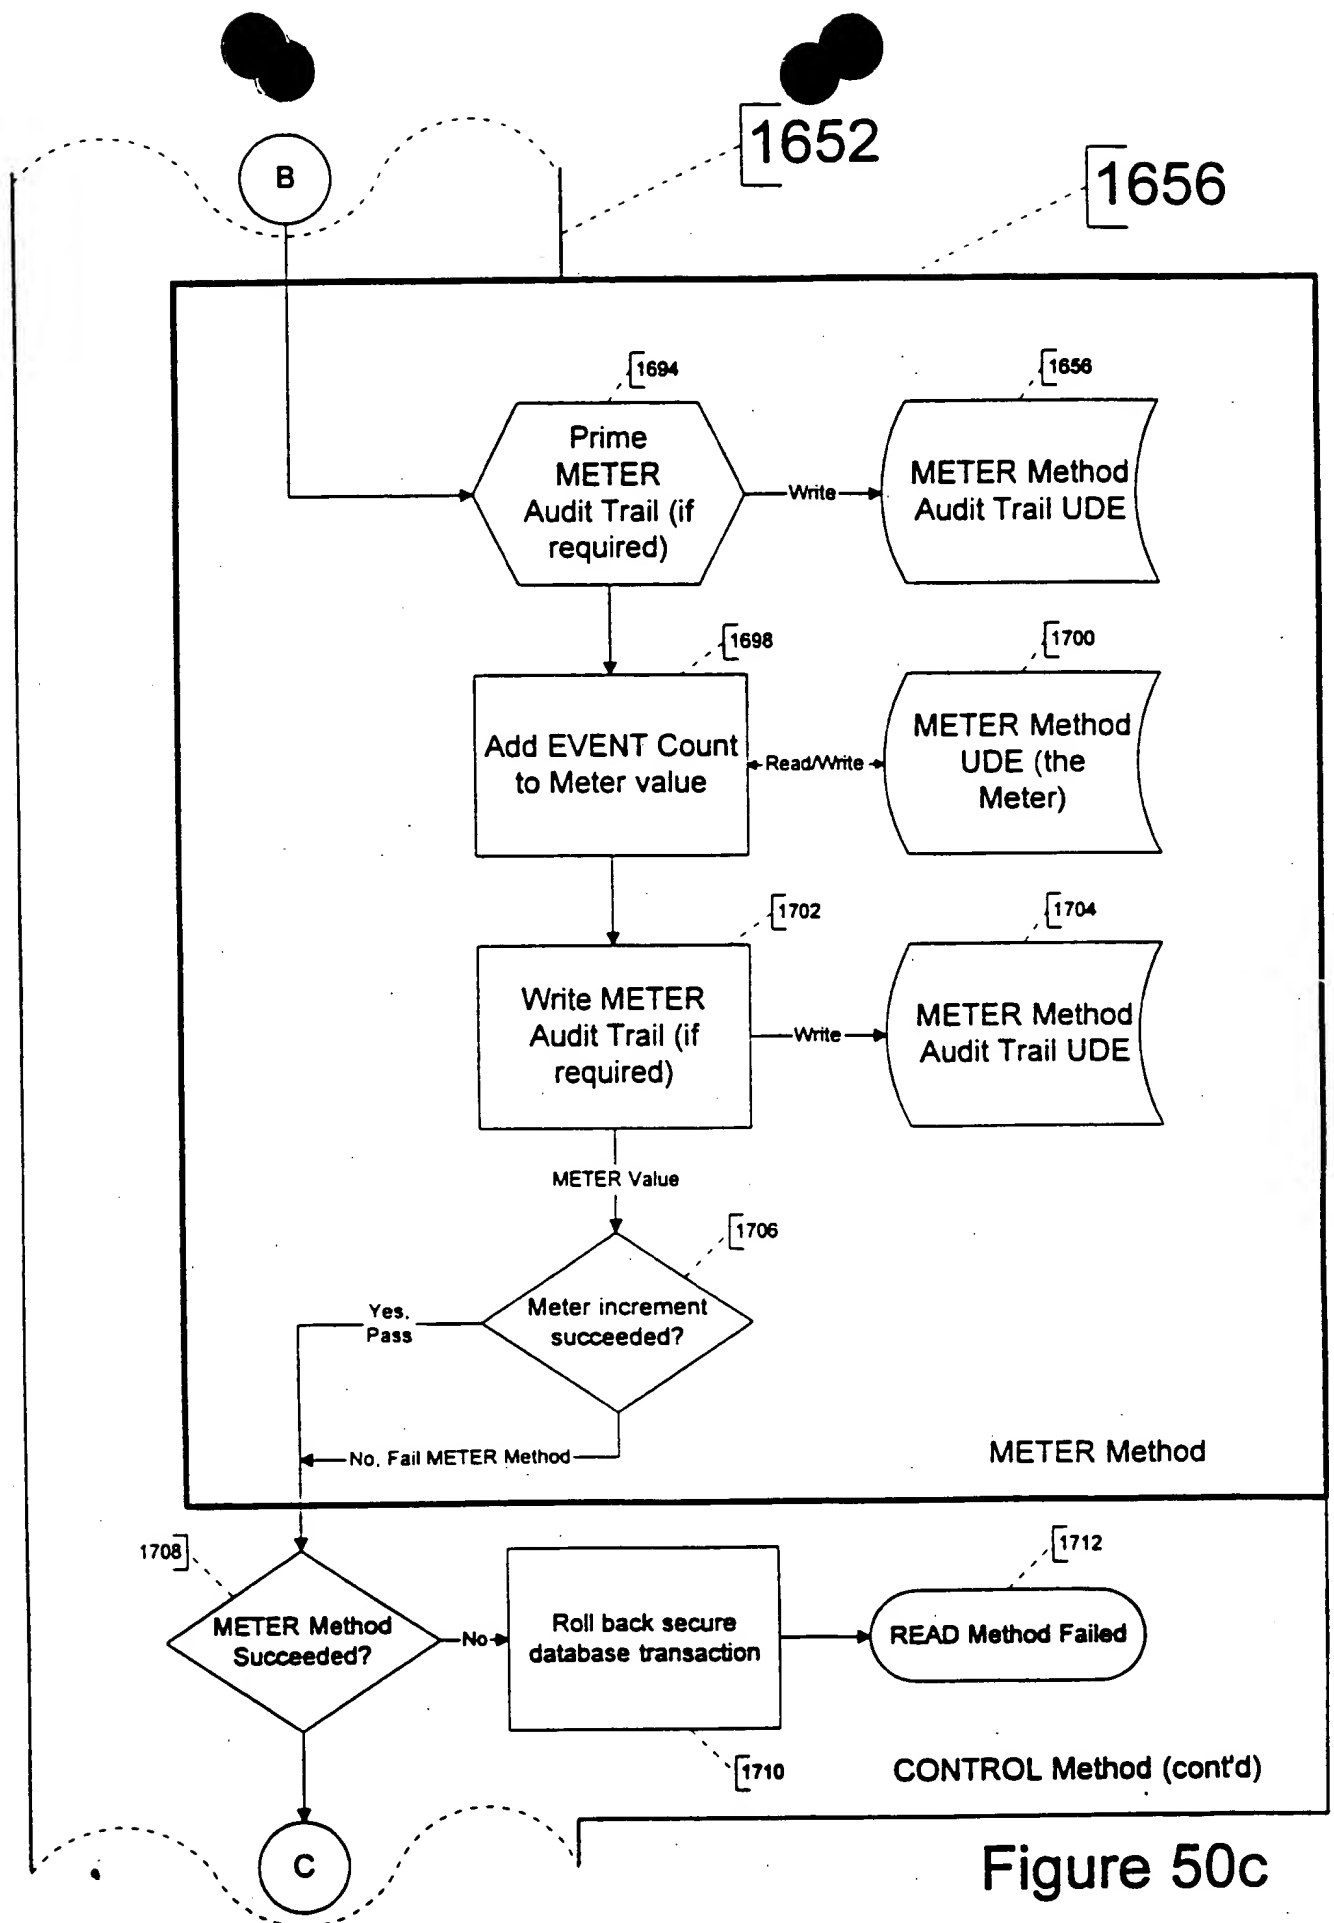 B
1652
1656
1694
1656
Prime
METER
Audit Trail (if
required)
Write
METER Method
Audit Trail UDE
1698
1700
Add EVENT Count
to Meter value
Read/Write
METER Method
UDE (the
Meter)
1702
1704
Write METER
Audit Trail (if
required)
Write
METER Method
Audit Trail UDE
METER Value
1706
Meter increment
succeeded?
Yes,
Pass
No, Fail METER Method
METER Method
1708
METER Method
Succeeded?
No
Roll back secure
database transaction
1712
READ Method Failed
1710
CONTROL Method (cont'd)
C
Figure 50c